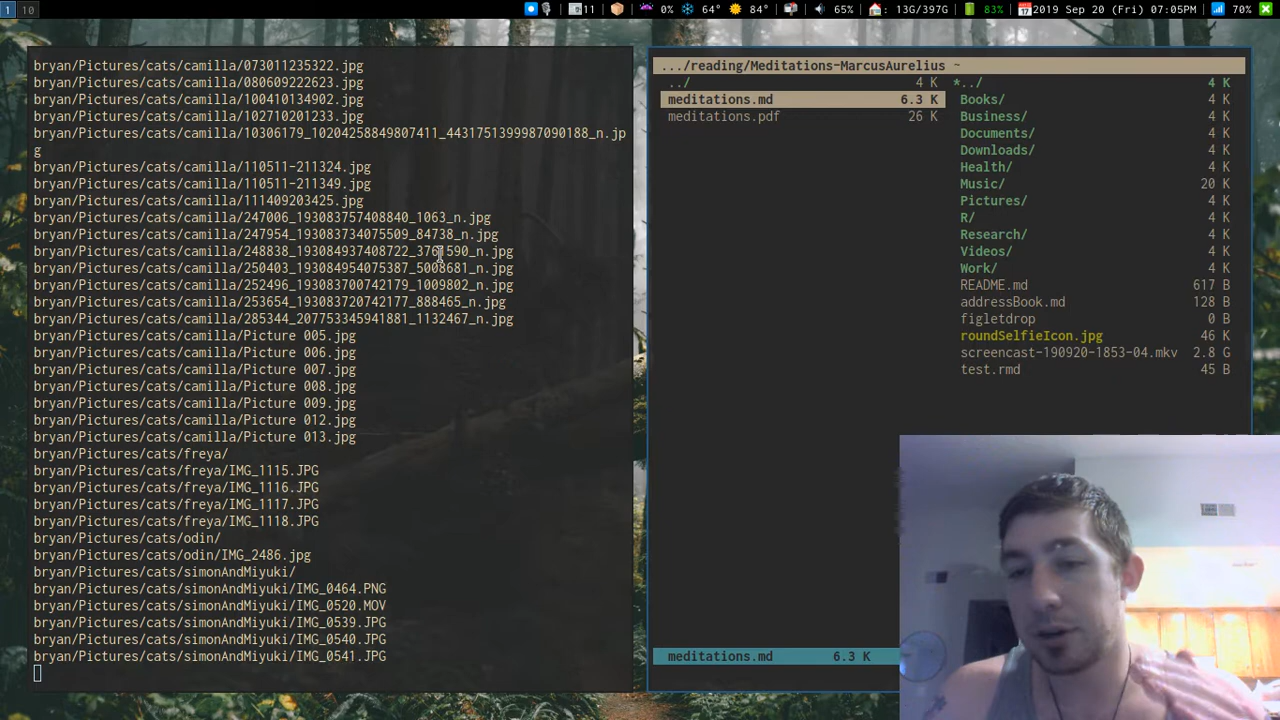 1 10
11 0% 64° 84° 65% : 13G/397G 83% 2019 Sep 20 (Fri) 07:05PM 70%
bryan/Pictures/cats/camilla/073011235322.jpg
bryan/Pictures/cats/camilla/080609222623.jpg
bryan/Pictures/cats/camilla/100410134902.jpg
bryan/Pictures/cats/camilla/102710201233.jpg
bryan/Pictures/cats/camilla/10306179_10204258849807411_4431751399987090188_n.jp
g
bryan/Pictures/cats/camilla/110511-211324.jpg
bryan/Pictures/cats/camilla/110511-211349.jpg
bryan/Pictures/cats/camilla/111409203425.jpg
bryan/Pictures/cats/camilla/247006_193083757408840_1063_n.jpg
bryan/Pictures/cats/camilla/247954_193083734075509_84738_n.jpg
bryan/Pictures/cats/camilla/250403_193084954075387_5008681_n.jpg
bryan/Pictures/cats/camilla/252496_193083700742179_1009802_n.jpg
bryan/Pictures/cats/camilla/253654_193083720742177_888465_n.jpg
bryan/Pictures/cats/camilla/285344_207753345941881_1132467_n.jpg
bryan/Pictures/cats/camilla/Picture 005.jpg
bryan/Pictures/cats/camilla/Picture 006.jpg
bryan/Pictures/cats/camilla/Picture 007.jpg
bryan/Pictures/cats/camilla/Picture 008.jpg
bryan/Pictures/cats/camilla/Picture 009.jpg
bryan/Pictures/cats/camilla/Picture 012.jpg
bryan/Pictures/cats/camilla/Picture 013.jpg
bryan/Pictures/cats/freya/
bryan/Pictures/cats/freya/IMG_1115.JPG
bryan/Pictures/cats/freya/IMG_1116.JPG
bryan/Pictures/cats/freya/IMG_1117.JPG
bryan/Pictures/cats/freya/IMG_1118.JPG
bryan/Pictures/cats/odin/
bryan/Pictures/cats/odin/IMG_2486.jpg
bryan/Pictures/cats/simonAndMiyuki/
bryan/Pictures/cats/simonAndMiyuki/IMG_0464.PNG
bryan/Pictures/cats/simonAndMiyuki/IMG_0520.MOV
bryan/Pictures/cats/simonAndMiyuki/IMG_0539.JPG
bryan/Pictures/cats/simonAndMiyuki/IMG_0540.JPG
bryan/Pictures/cats/simonAndMiyuki/IMG_0541.JPG
.../reading/Meditations-MarcusAurelius ~
../ 4 K
meditations.md 6.3 K
meditations.pdf 26 K
*../ 4 K
Books/ 4 K
Business/ 4 K
Documents/ 4 K
Downloads/ 4 K
Health/ 4 K
Music/ 20 K
Pictures/ 4 K
R/ 4 K
Research/ 4 K
Videos/ 4 K
Work/ 4 K
README.md 617 B
addressBook.md 128 B
figletdrop 0 B
roundSelfieIcon.jpg 46 K
screencast-190920-1853-04.mkv 2.8 G
test.rmd 45 B
meditations.md 6.3 K